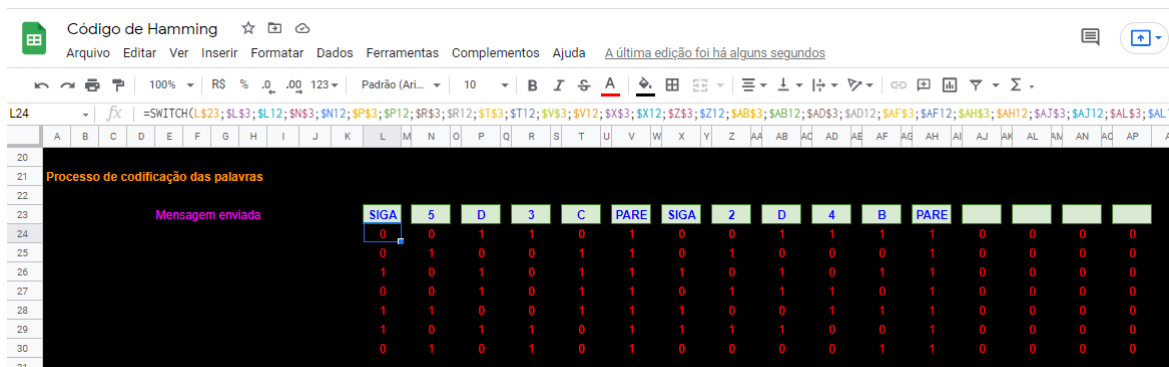 Código de Hamming
Arquivo Editar Ver Inserir Formatar Dados Ferramentas Complementos Ajuda A última edição foi há alguns segundos
100% R$ % .0 .00 123 Padrão (Ari... 10 B I S A
L24 fx =SWITCH(L$23;$L$3;$L12;$N$3;$N12;$P$3;$P12;$R$3;$R12;$T$3;$T12;$V$3;$V12;$X$3;$X12;$Z$3;$Z12;$AB$3;$AB12;$AD$3;$AD12;$AF$3;$AF12;$AH$3;$AH12;$AJ$3;$AJ12;$AL$3;$AL
A B C D E F G H I J K L M N O P Q R S T U V W X Y Z AA AB AC AD AE AF AG AH AI AJ AK AL AM AN AO AP
20
21 Processo de codificação das palavras
22
23 Mensagem enviada SIGA 5 D 3 C PARE SIGA 2 D 4 B PARE
24 0 0 1 1 0 1 0 0 1 1 1 1 0 0 0 0
25 0 1 0 0 1 1 0 1 0 0 0 1 0 0 0 0
26 1 0 1 0 1 1 1 0 1 0 1 1 0 0 0 0
27 0 0 1 0 1 1 0 1 1 1 0 1 0 0 0 0
28 1 1 0 0 1 1 1 0 0 1 1 1 0 0 0 0
29 1 0 1 1 0 1 1 1 1 0 0 1 0 0 0 0
30 0 1 0 1 0 1 0 0 0 0 1 1 0 0 0 0